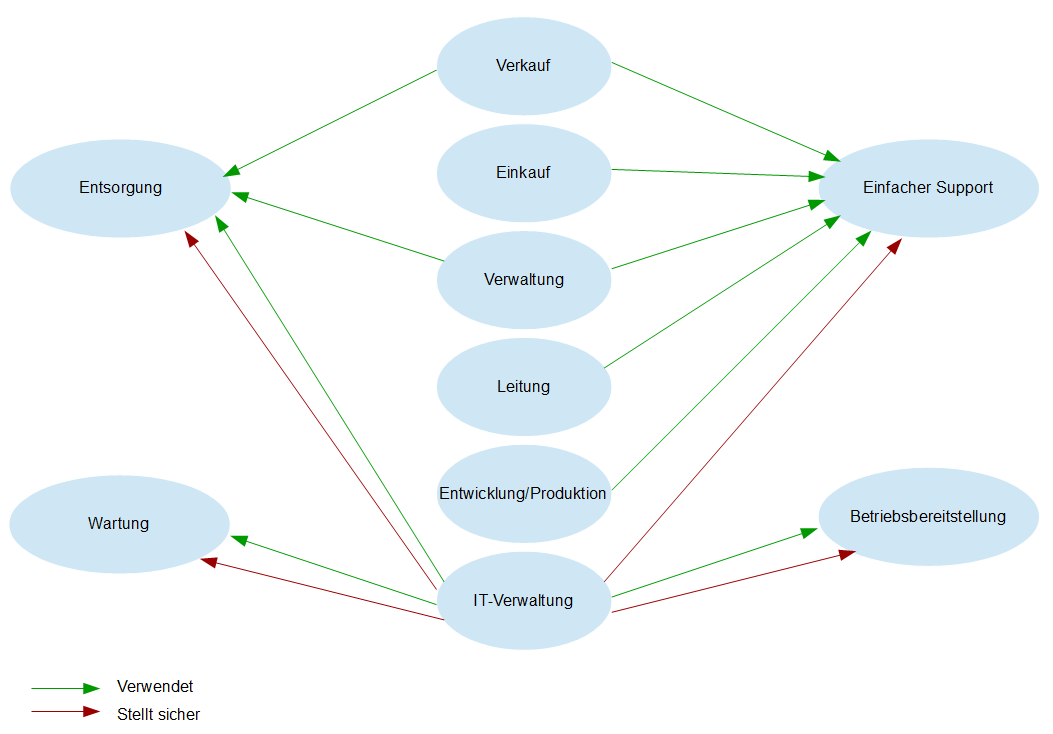 Verkauf
Einkauf
Entsorgung
Einfacher Support
Verwaltung
Leitung
Entwicklung/Produktion
Wartung
Betriebsbereitstellung
IT-Verwaltung
Verwendet
Stellt sicher